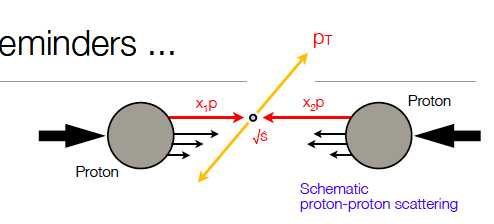 eminders ...
pT
x1p
x2p
Proton
√ŝ
Proton
Schematic
proton-proton scattering